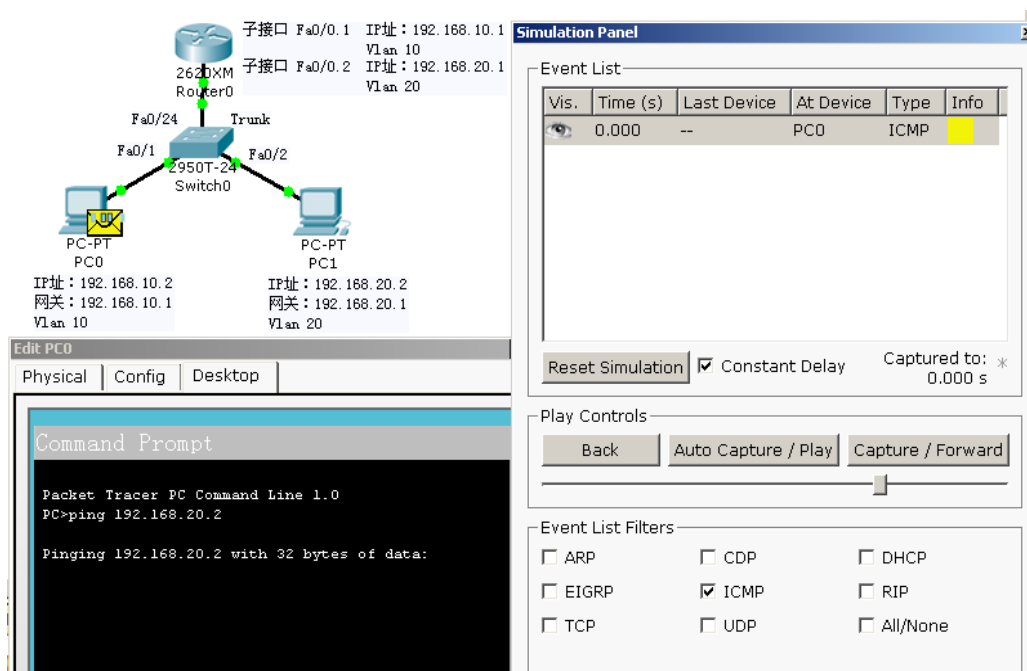 子接口 Fa0/0.1 IP址：192.168.10.1
Vlan 10
子接口 Fa0/0.2 IP址：192.168.20.1
Vlan 20
2620XM
Router0
Fa0/24 Trunk
Fa0/1 Fa0/2
2950T-24
Switch0
PC-PT
PC0
IP址：192.168.10.2
网关：192.168.10.1
Vlan 10
PC-PT
PC1
IP址：192.168.20.2
网关：192.168.20.1
Vlan 20
Edit PC0
Physical Config Desktop
Command Prompt
Packet Tracer PC Command Line 1.0
PC>ping 192.168.20.2
Pinging 192.168.20.2 with 32 bytes of data:
Simulation Panel
Event List
Vis. Time (s) Last Device At Device Type Info
0.000 -- PC0 ICMP
Reset Simulation Constant Delay Captured to: *
0.000 s
Play Controls
Back Auto Capture / Play Capture / Forward
Event List Filters
ARP CDP DHCP
EIGRP ICMP RIP
TCP UDP All/None